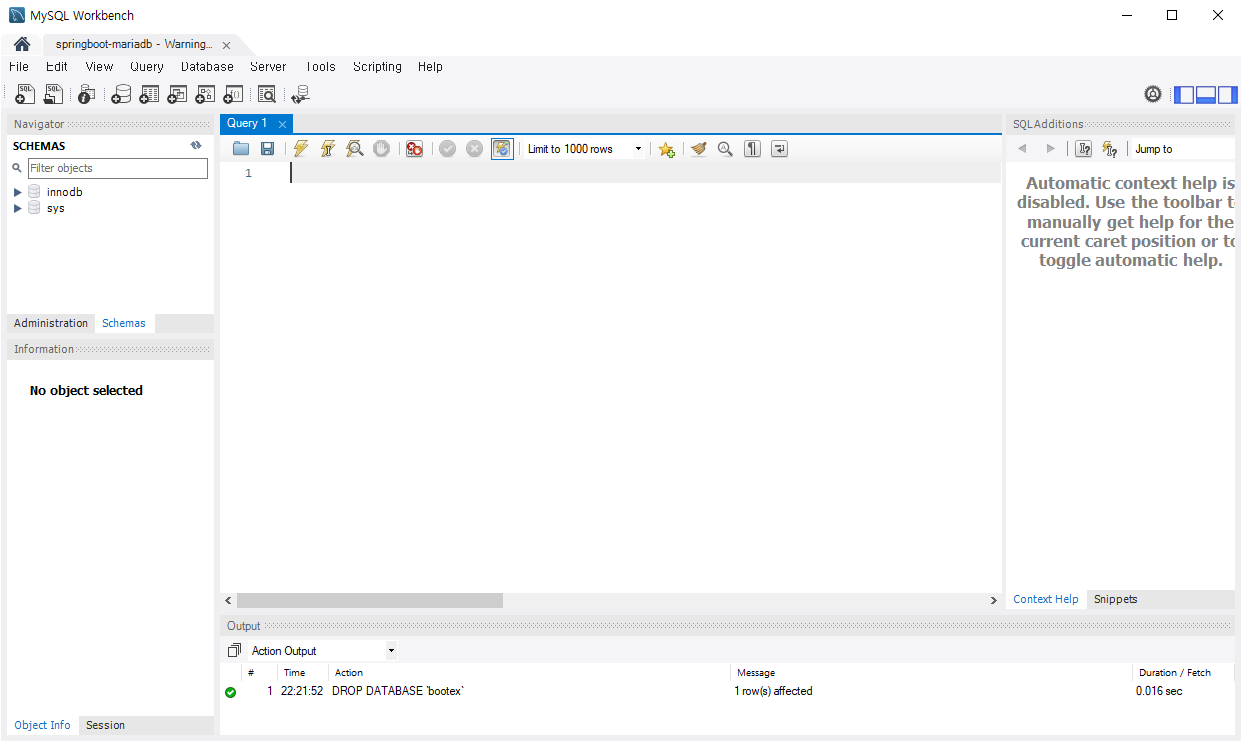 MySQL Workbench
springboot-mariadb - Warning...
File Edit View Query Database Server Tools Scripting Help
Navigator
SCHEMAS
Filter objects
innodb
sys
Administration Schemas
Information
No object selected
Object Info Session
Query 1
Limit to 1000 rows
1
SQLAdditions
Jump to
Automatic context help is
disabled. Use the toolbar to
manually get help for the
current caret position or to
toggle automatic help.
Context Help Snippets
Output
Action Output
# Time Action Message Duration / Fetch
1 22:21:52 DROP DATABASE `bootex` 1 row(s) affected 0.016 sec